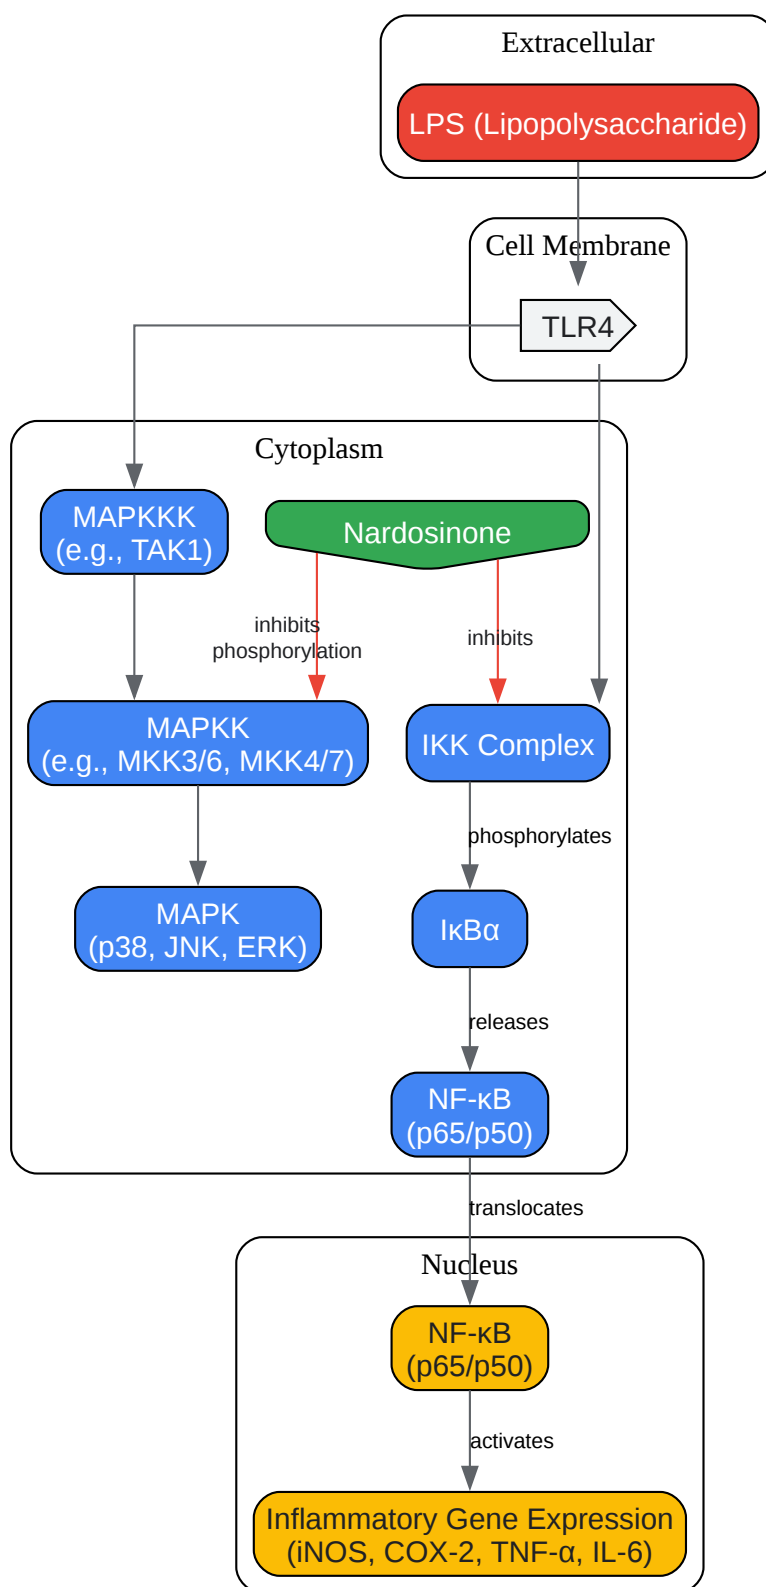 Extracellular
LPS (Lipopolysaccharide)
Cell Membrane
TLR4
Cytoplasm
MAPKKK
(e.g., TAK1)
Nardosinone
inhibits
phosphorylation
inhibits
MAPKK
(e.g., MKK3/6, MKK4/7)
IKK Complex
phosphorylates
MAPK
(p38, JNK, ERK)
IκBα
releases
NF-κB
(p65/p50)
translocates
Nucleus
NF-κB
(p65/p50)
activates
Inflammatory Gene Expression
(iNOS, COX-2, TNF-α, IL-6)